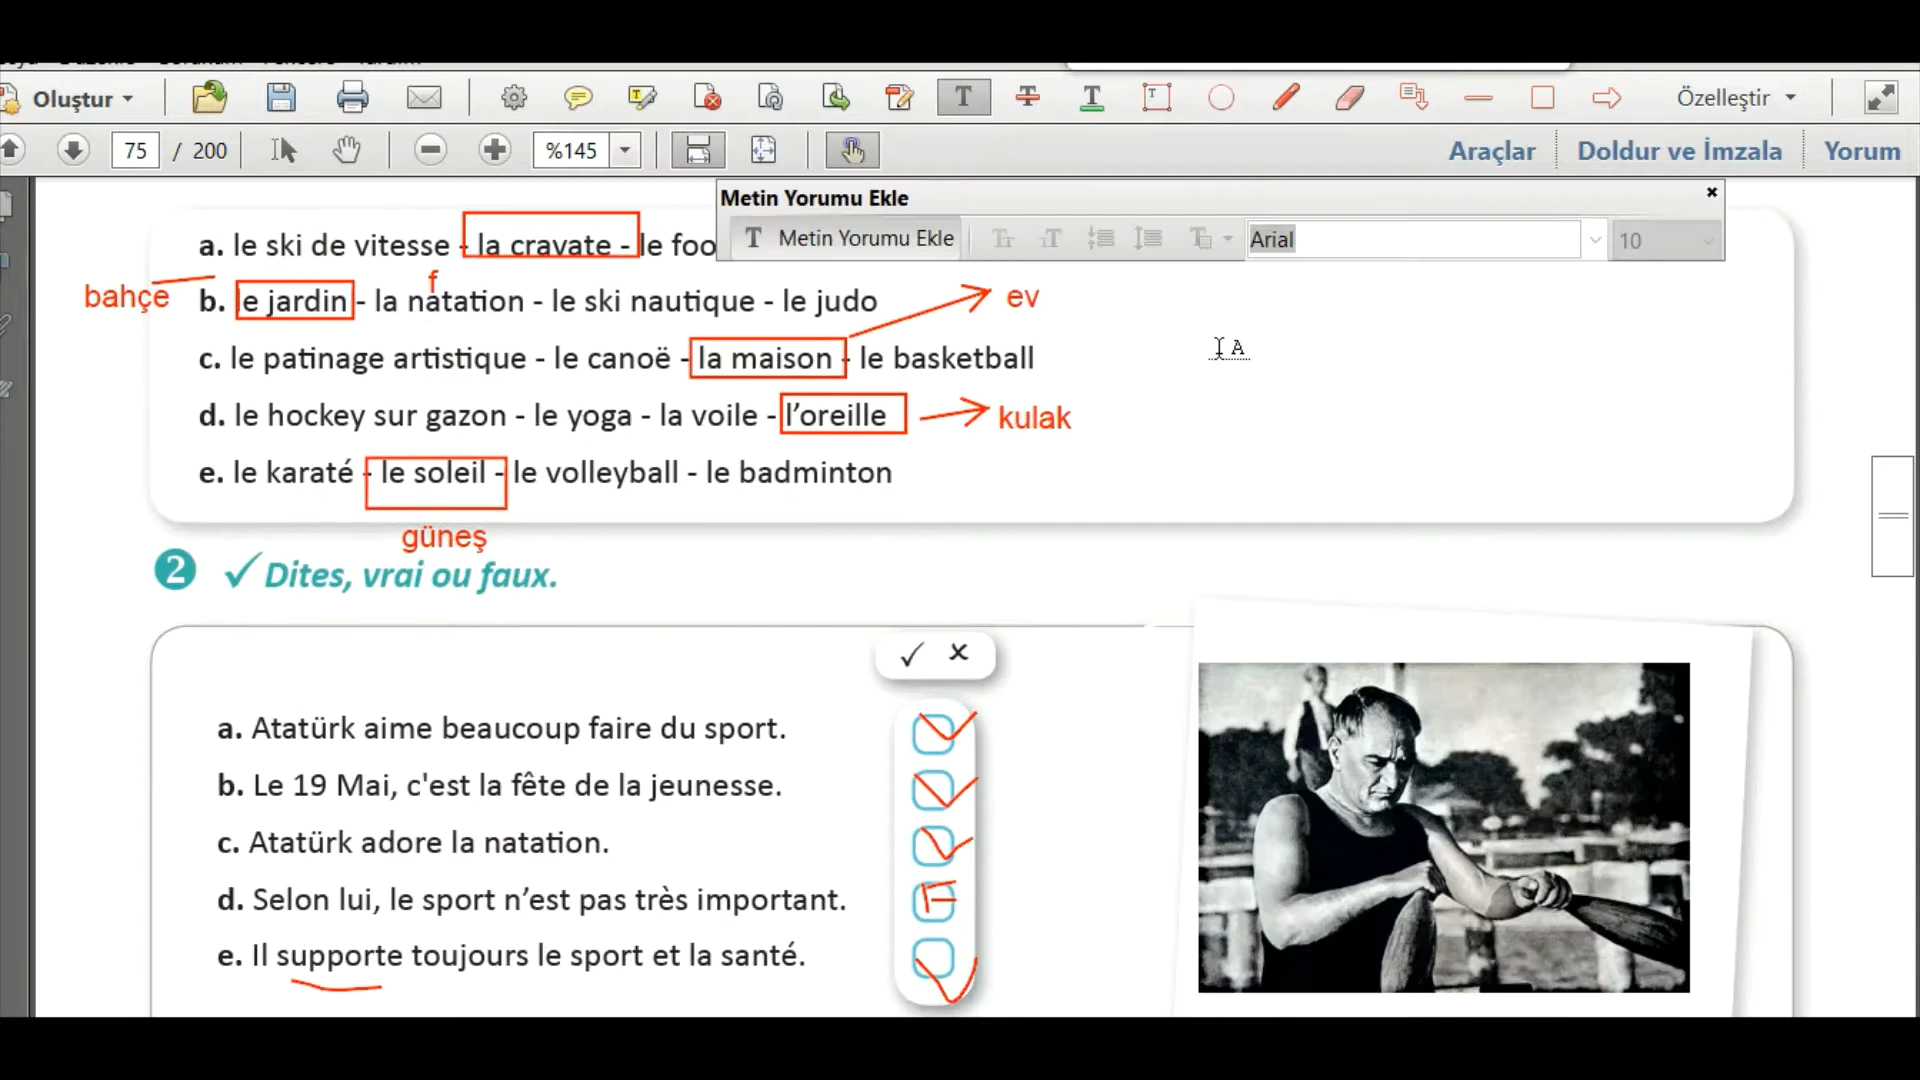 Oluştur
Özelleştir
75 / 200
%145
Araçlar
Doldur ve İmzala
Yorum
Metin Yorumu Ekle
Metin Yorumu Ekle
Arial
10
a. le ski de vitesse - la cravate - le foo
f
bahçe
b. le jardin - la natation - le ski nautique - le judo
ev
c. le patinage artistique - le canoë - la maison - le basketball
d. le hockey sur gazon - le yoga - la voile - l’oreille
kulak
e. le karaté - le soleil - le volleyball - le badminton
güneş
2 ✓ Dites, vrai ou faux.
✓ x
a. Atatürk aime beaucoup faire du sport.
b. Le 19 Mai, c'est la fête de la jeunesse.
c. Atatürk adore la natation.
d. Selon lui, le sport n’est pas très important.
F
e. Il supporte toujours le sport et la santé.